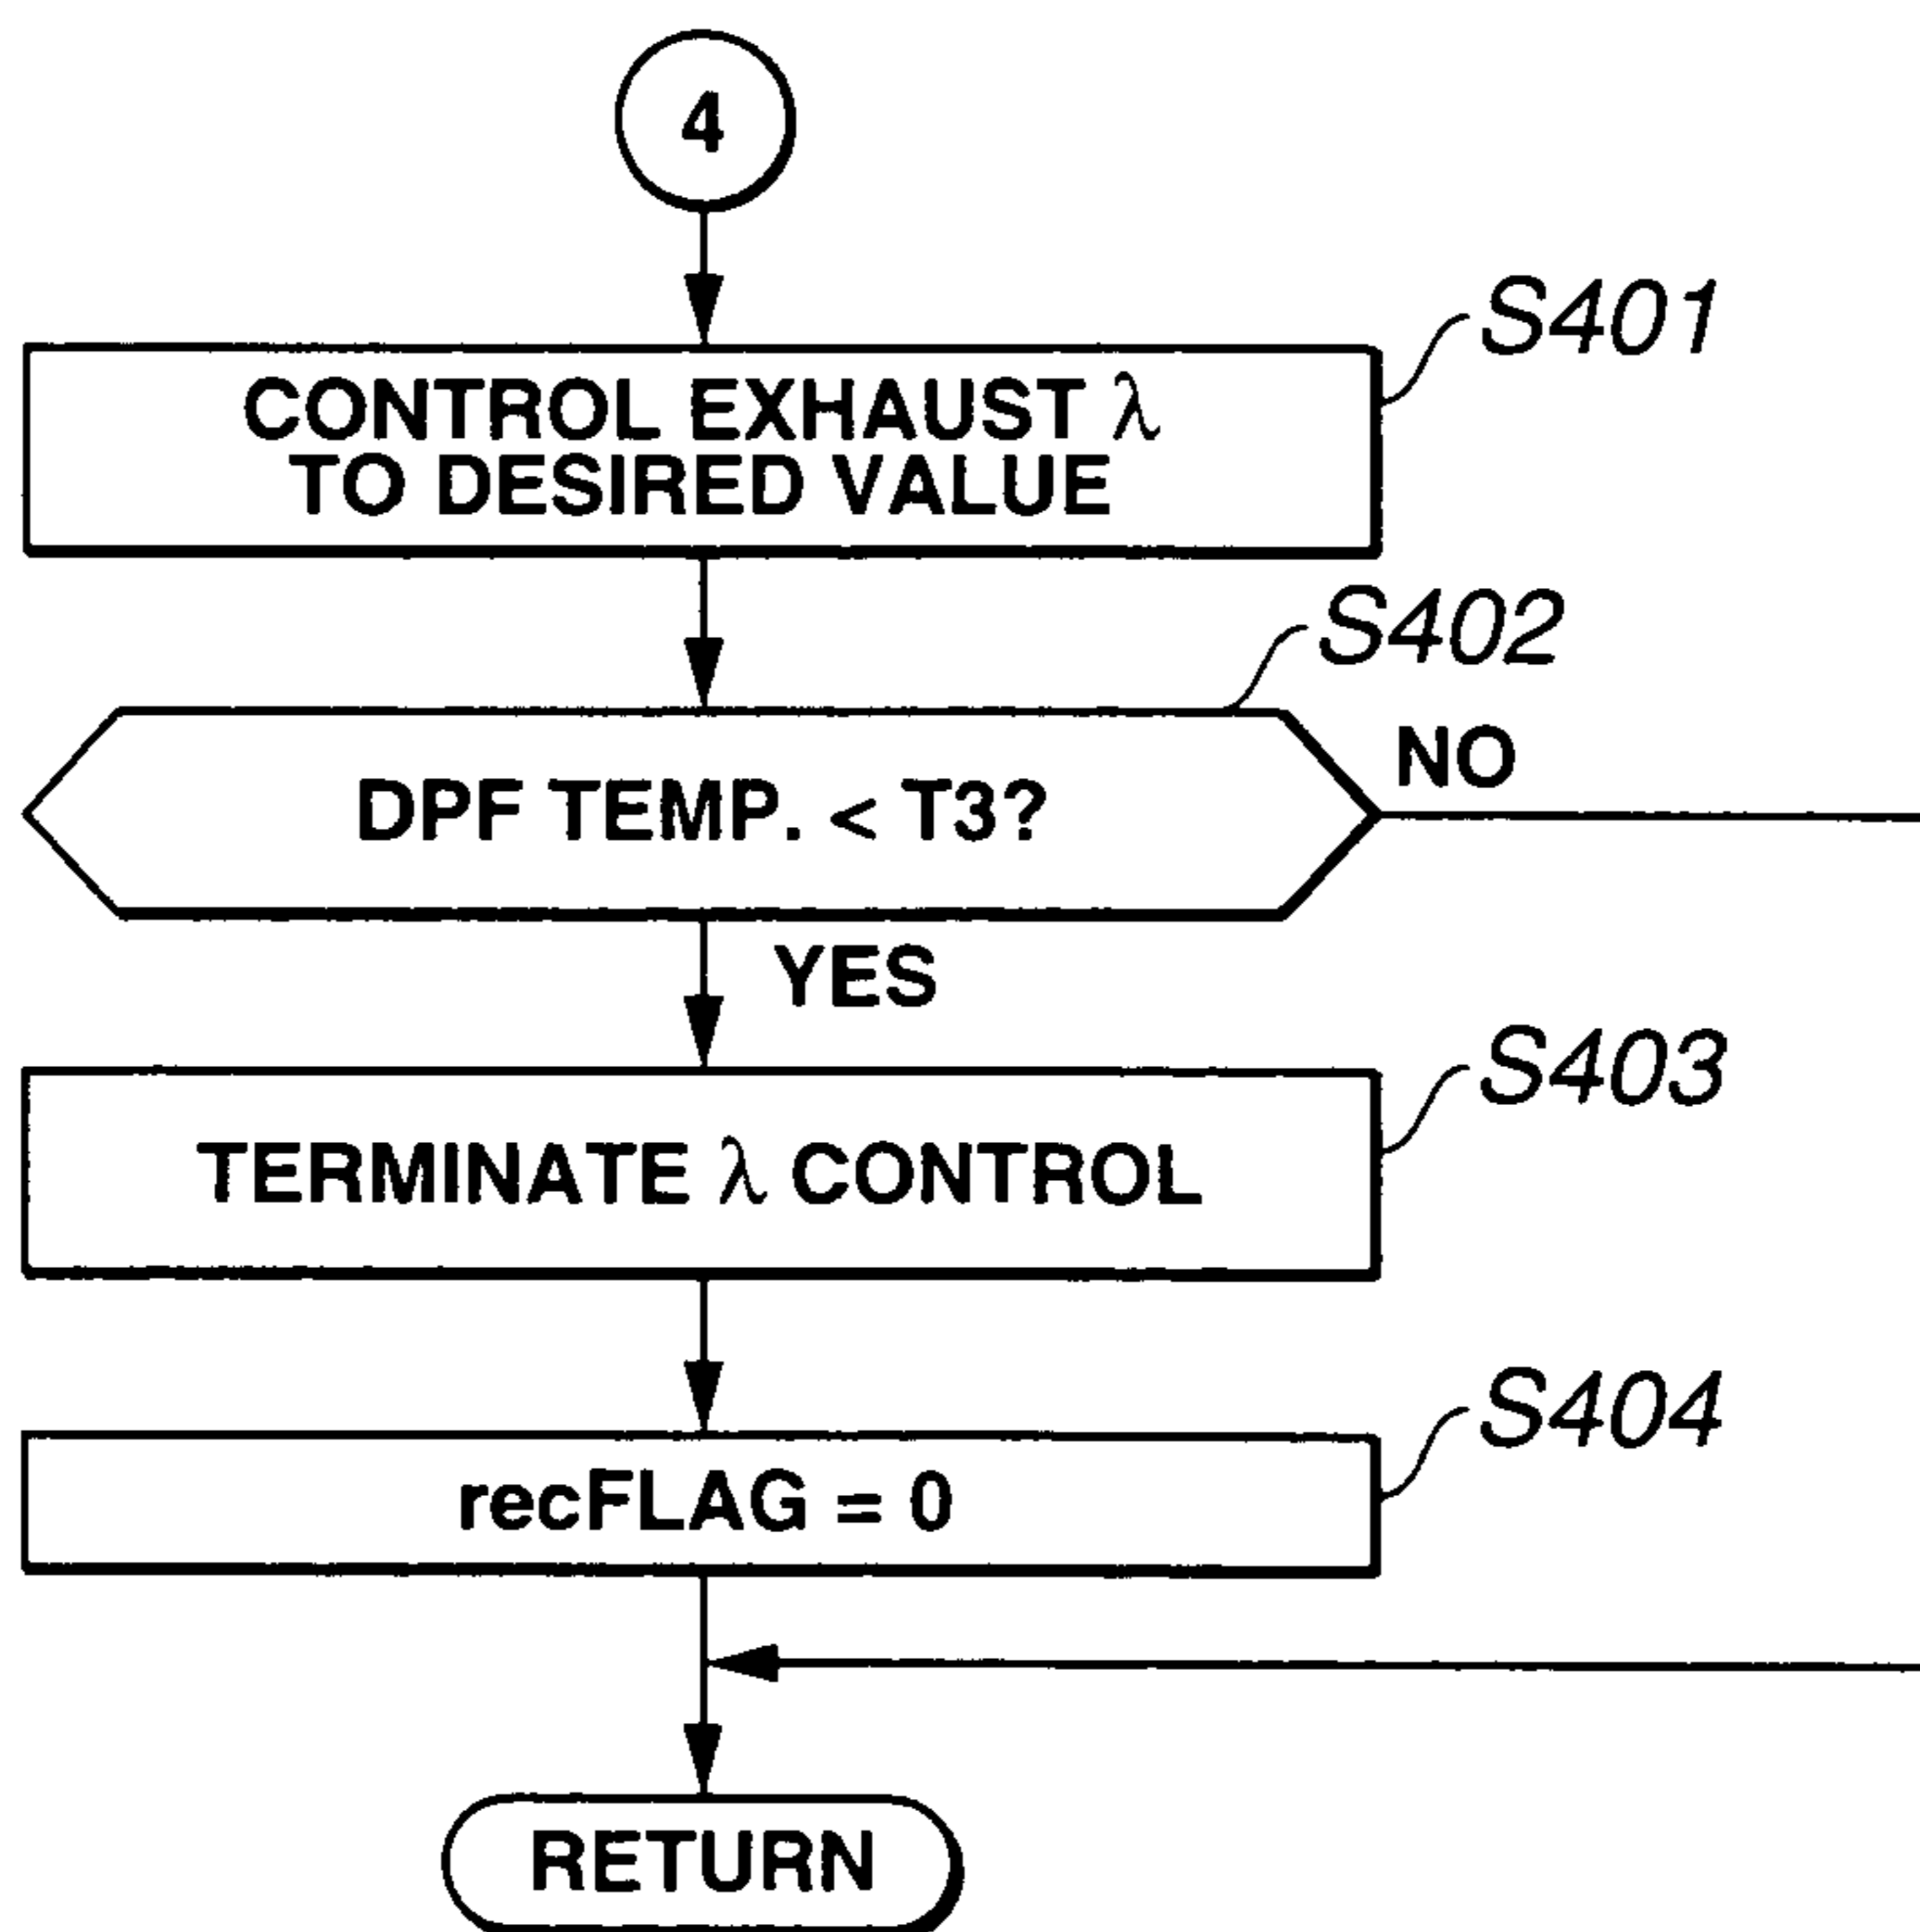 4
S401
CONTROL EXHAUST λ
TO DESIRED VALUE
S402
DPF TEMP. < T3?
NO
YES
S403
TERMINATE λ CONTROL
S404
recFLAG = 0
RETURN